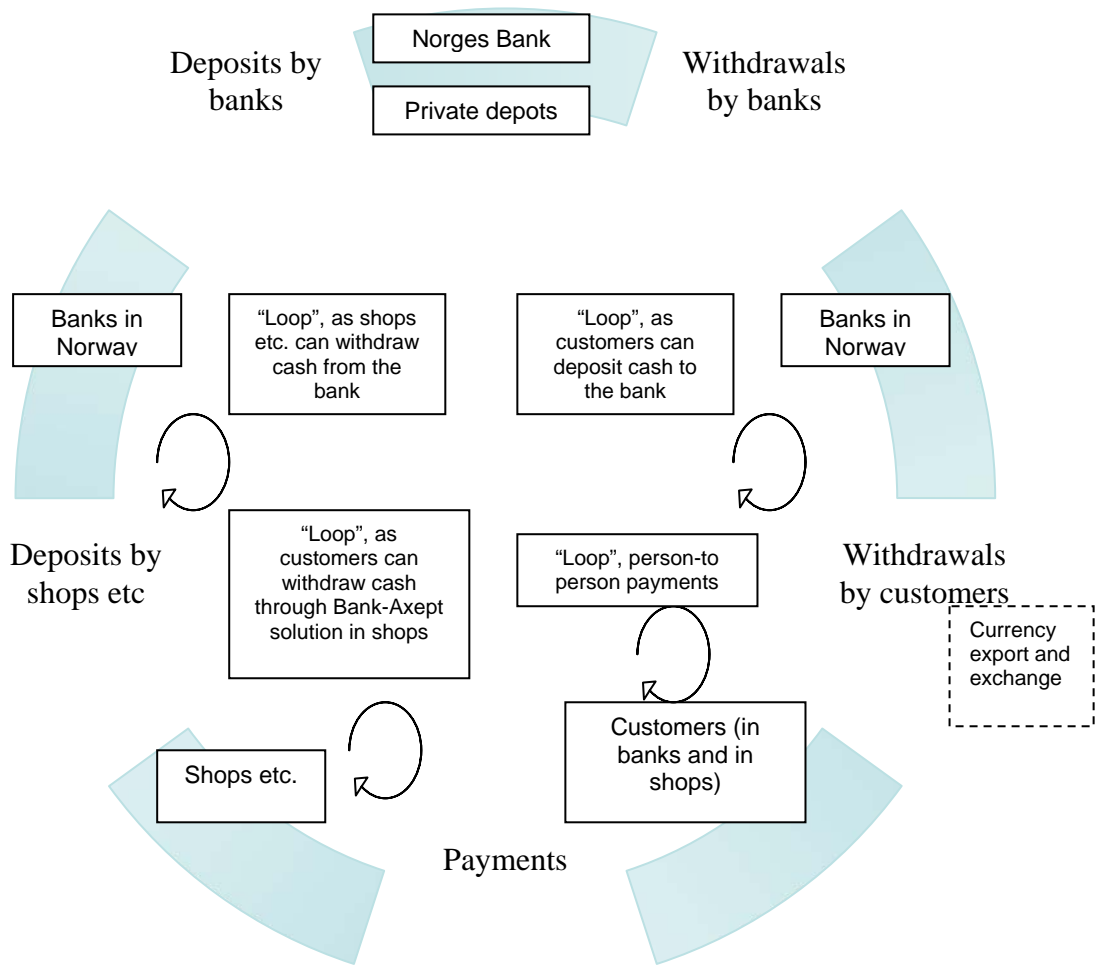 Norges Bank
Deposits by
banks
Withdrawals
by banks
Private depots
Banks in
Norway
“Loop”, as shops
etc. can withdraw
cash from the
bank
“Loop”, as
customers can
deposit cash to
the bank
Banks in
Norway
Deposits by
shops etc
“Loop”, as
customers can
withdraw cash
through Bank-Axept
solution in shops
“Loop”, person-to
person payments
Withdrawals
by customers
Currency
export and
exchange
Shops etc.
Customers (in
banks and in
shops)
Payments